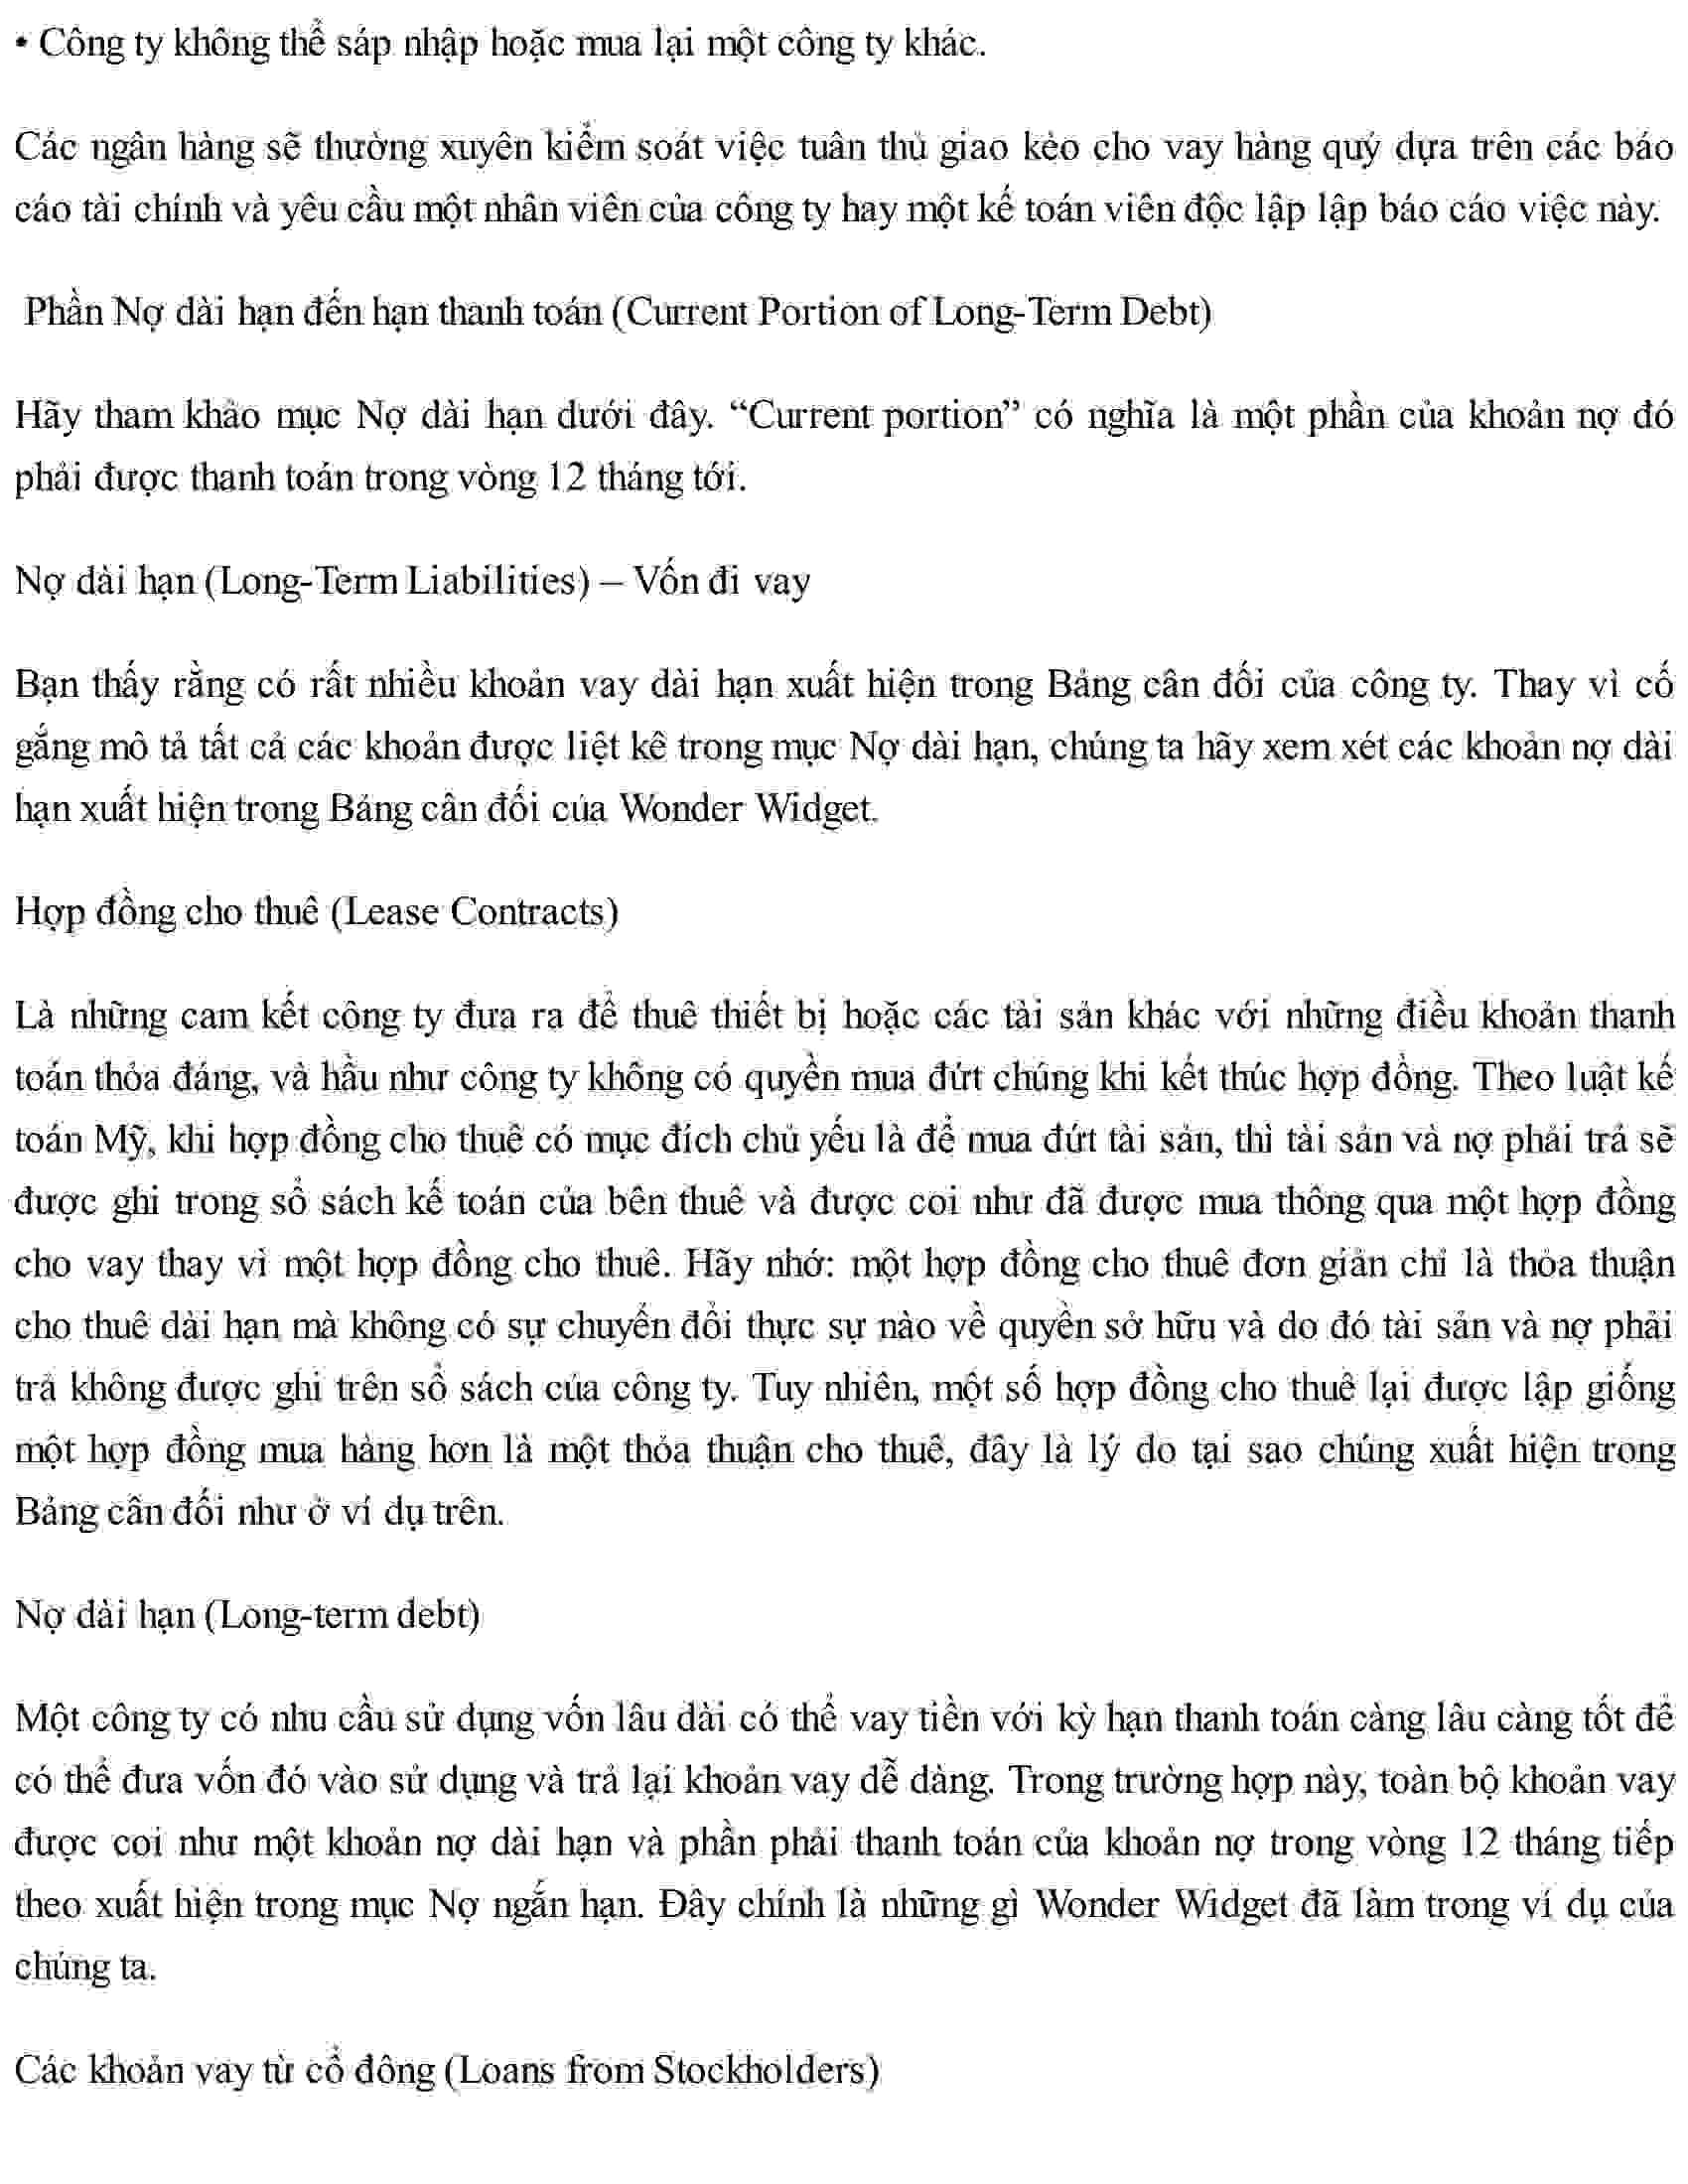 • Công ty không thể sáp nhập hoặc mua lại một công ty khác.
Các ngân hàng sẽ thường xuyên kiểm soát việc tuân thủ giao kèo cho vay hàng quý dựa trên các báo
cáo tài chính và yêu cầu một nhân viên của công ty hay một kế toán viên độc lập lập báo cáo việc này.
Phần Nợ dài hạn đến hạn thanh toán (Current Portion of Long-Term Debt)
Hãy tham khảo mục Nợ dài hạn dưới đây. “Current portion” có nghĩa là một phần của khoản nợ đó
phải được thanh toán trong vòng 12 tháng tới.
Nợ dài hạn (Long-Term Liabilities) – Vốn đi vay
Bạn thấy rằng có rất nhiều khoản vay dài hạn xuất hiện trong Bảng cân đối của công ty. Thay vì cố
gắng mô tả tất cả các khoản được liệt kê trong mục Nợ dài hạn, chúng ta hãy xem xét các khoản nợ dài
hạn xuất hiện trong Bảng cân đối của Wonder Widget.
Hợp đồng cho thuê (Lease Contracts)
Là những cam kết công ty đưa ra để thuê thiết bị hoặc các tài sản khác với những điều khoản thanh
toán thỏa đáng, và hầu như công ty không có quyền mua đứt chúng khi kết thúc hợp đồng. Theo luật kế
toán Mỹ, khi hợp đồng cho thuê có mục đích chủ yếu là để mua đứt tài sản, thì tài sản và nợ phải trả sẽ
được ghi trong sổ sách kế toán của bên thuê và được coi như đã được mua thông qua một hợp đồng
cho vay thay vì một hợp đồng cho thuê. Hãy nhớ: một hợp đồng cho thuê đơn giản chỉ là thỏa thuận
cho thuê dài hạn mà không có sự chuyển đổi thực sự nào về quyền sở hữu và do đó tài sản và nợ phải
trả không được ghi trên sổ sách của công ty. Tuy nhiên, một số hợp đồng cho thuê lại được lập giống
một hợp đồng mua hàng hơn là một thỏa thuận cho thuê, đây là lý do tại sao chúng xuất hiện trong
Bảng cân đối như ở ví dụ trên.
Nợ dài hạn (Long-term debt)
Một công ty có nhu cầu sử dụng vốn lâu dài có thể vay tiền với kỳ hạn thanh toán càng lâu càng tốt để
có thể đưa vốn đó vào sử dụng và trả lại khoản vay dễ dàng. Trong trường hợp này, toàn bộ khoản vay
được coi như một khoản nợ dài hạn và phần phải thanh toán của khoản nợ trong vòng 12 tháng tiếp
theo xuất hiện trong mục Nợ ngắn hạn. Đây chính là những gì Wonder Widget đã làm trong ví dụ của
chúng ta.
Các khoản vay từ cổ đông (Loans from Stockholders)